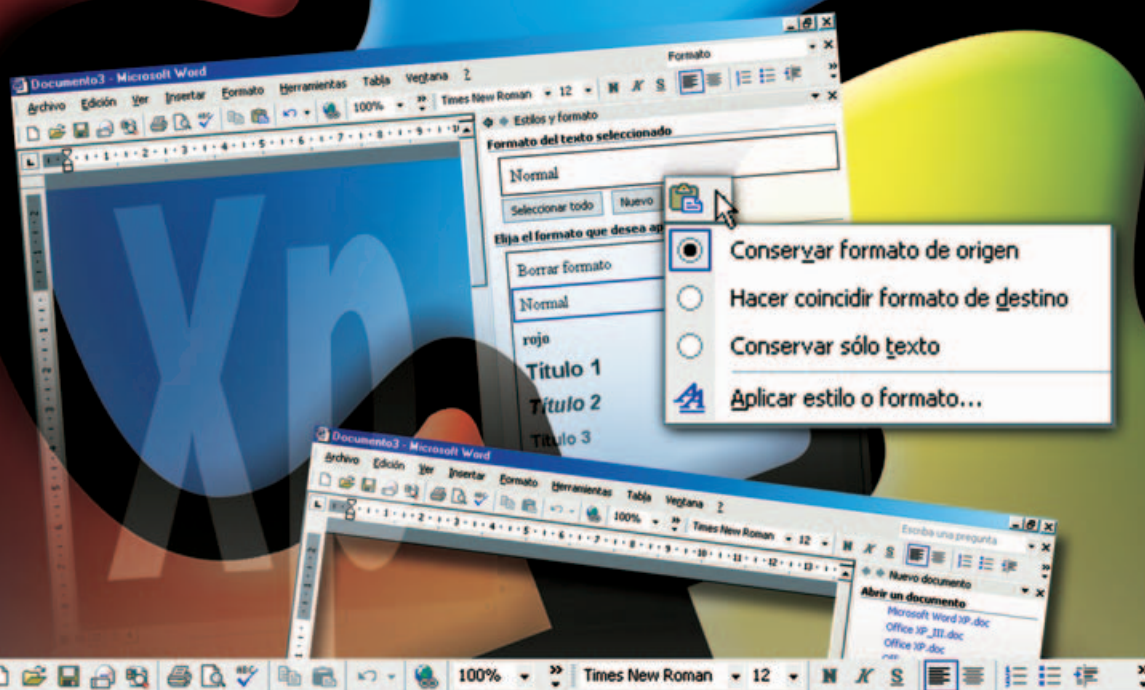 Documento3 - Microsoft Word
Formato
Archivo Edición Ver Insertar Formato Herramientas Tabla Ventana ?
100% Times New Roman 12 N K S
Estilos y formato
Formato del texto seleccionado
Normal
Seleccionar todo Nuevo
Elija el formato que desea ap
Borrar formato
Normal
rojo
Título 1
Título 2
Título 3
Xp
Conservar formato de origen
Hacer coincidir formato de destino
Conservar sólo texto
Aplicar estilo o formato...
Documento3 - Microsoft Word
Archivo Edición Ver Insertar Formato Herramientas Tabla Ventana ?
Escriba una pregunta
100% Times New Roman 12 N K S
Nuevo documento
Abrir un documento
Microsoft Word XP.doc
Office XP_III.doc
Office XP.doc
100% Times New Roman 12 N K S